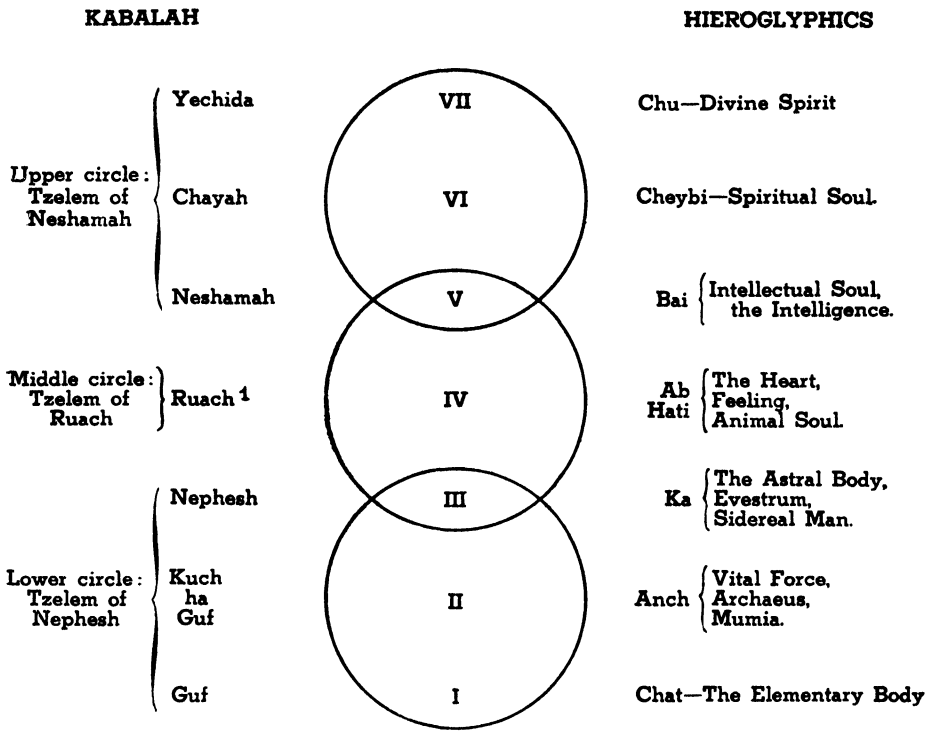 KABALAH
HIEROGLYPHICS
Yechida
VII
Chu—Divine Spirit
Upper circle:
Tzelem of
Neshamah
Chayah
VI
Cheybi—Spiritual Soul.
Neshamah
V
Bai
Intellectual Soul,
the Intelligence.
Middle circle:
Tzelem of
Ruach
Ruach 1
IV
Ab
Hati
The Heart,
Feeling,
Animal Soul.
Nephesh
III
Ka
The Astral Body,
Evestrum,
Sidereal Man.
Lower circle:
Tzelem of
Nephesh
Kuch
ha
Guf
II
Anch
Vital Force,
Archaeus,
Mumia.
Guf
I
Chat—The Elementary Body